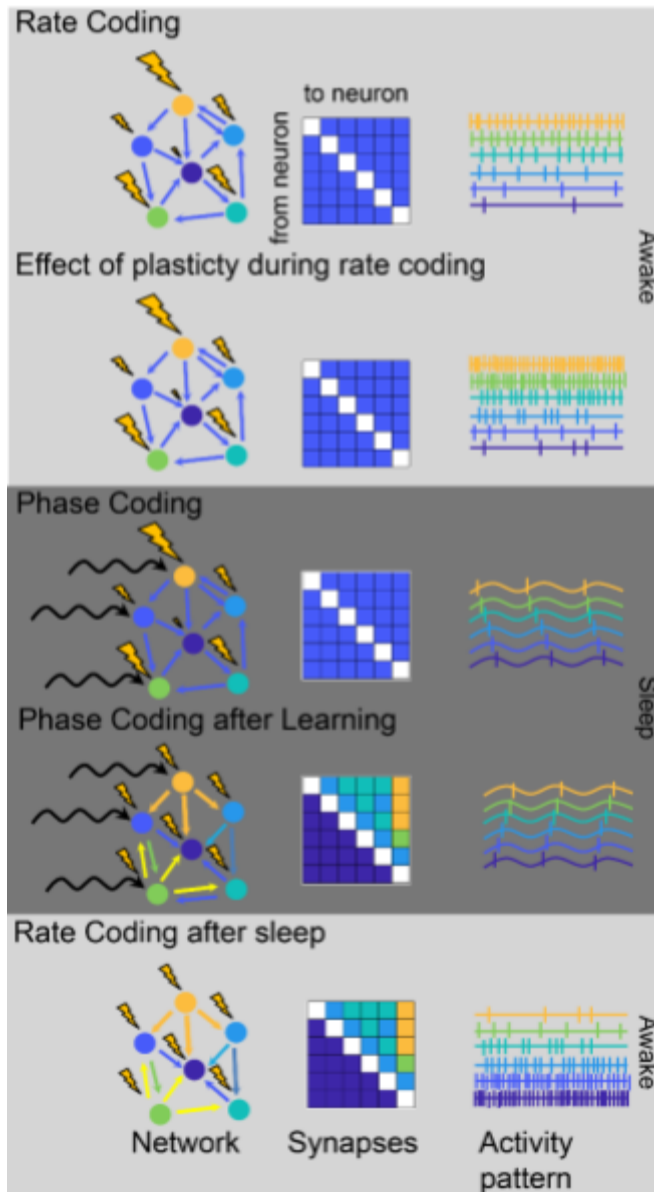 Rate Coding
to neuron
from neuron
Awake
Effect of plasticty during rate coding
Phase Coding
Sleep
Phase Coding after Learning
Rate Coding after sleep
Awake
Network
Synapses
Activity
pattern